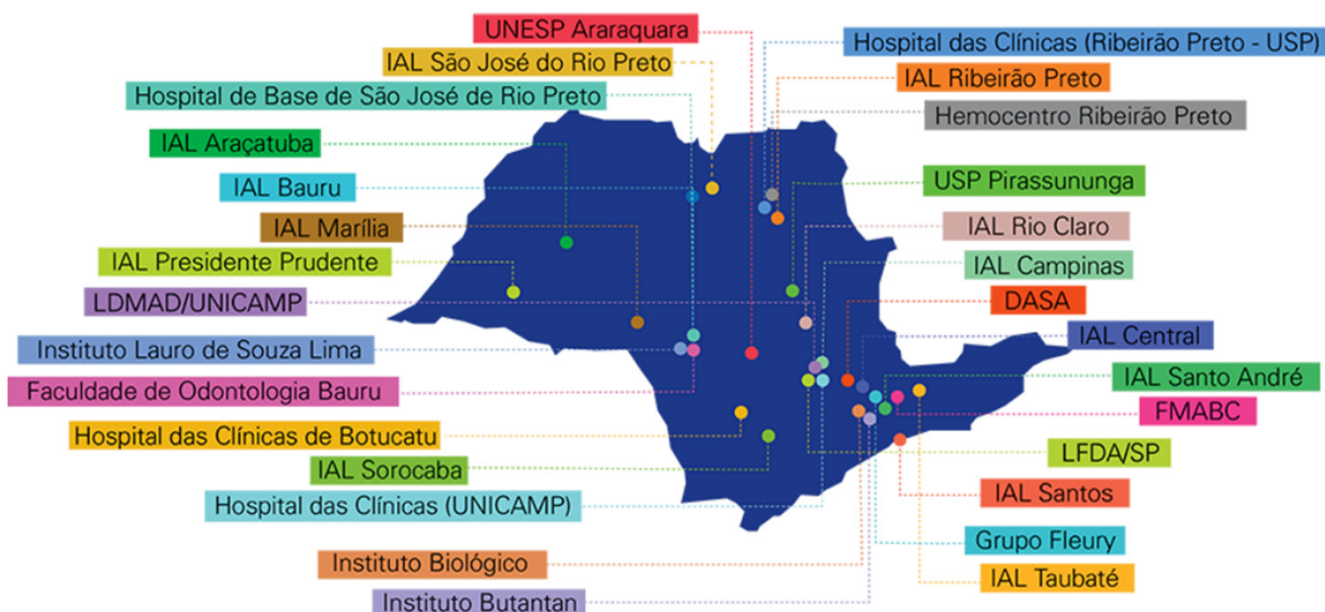 UNESP Araraquara
IAL São José do Rio Preto
Hospital de Base de São José de Rio Preto
IAL Araçatuba
IAL Bauru
IAL Marília
IAL Presidente Prudente
LDMAD/UNICAMP
Instituto Lauro de Souza Lima
Faculdade de Odontologia Bauru
Hospital das Clínicas de Botucatu
IAL Sorocaba
Hospital das Clínicas (UNICAMP)
Instituto Biológico
Instituto Butantan
Hospital das Clínicas (Ribeirão Preto - USP)
IAL Ribeirão Preto
Hemocentro Ribeirão Preto
USP Pirassununga
IAL Rio Claro
IAL Campinas
DASA
IAL Central
IAL Santo André
FMABC
LFDA/SP
IAL Santos
Grupo Fleury
IAL Taubaté